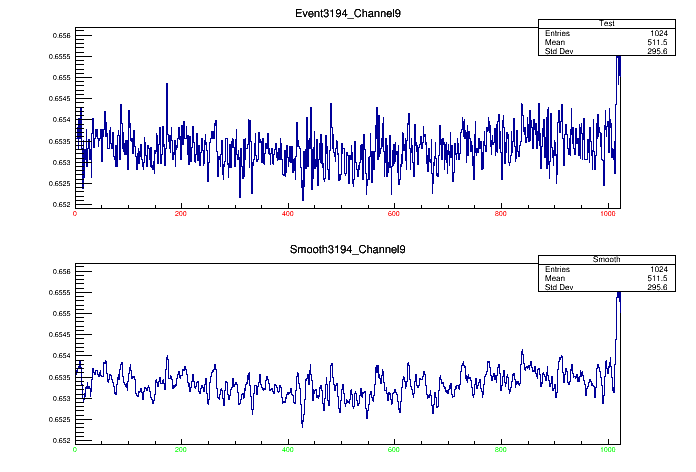 Event3194_Channel9
Test
Entries 1024
Mean 511.5
Std Dev 295.6
0.656
0.6555
0.655
0.6545
0.654
0.6535
0.653
0.6525
0.652
0 200 400 600 800 1000
Smooth3194_Channel9
Smooth
Entries 1024
Mean 511.5
Std Dev 295.6
0.656
0.6555
0.655
0.6545
0.654
0.6535
0.653
0.6525
0.652
0 200 400 600 800 1000